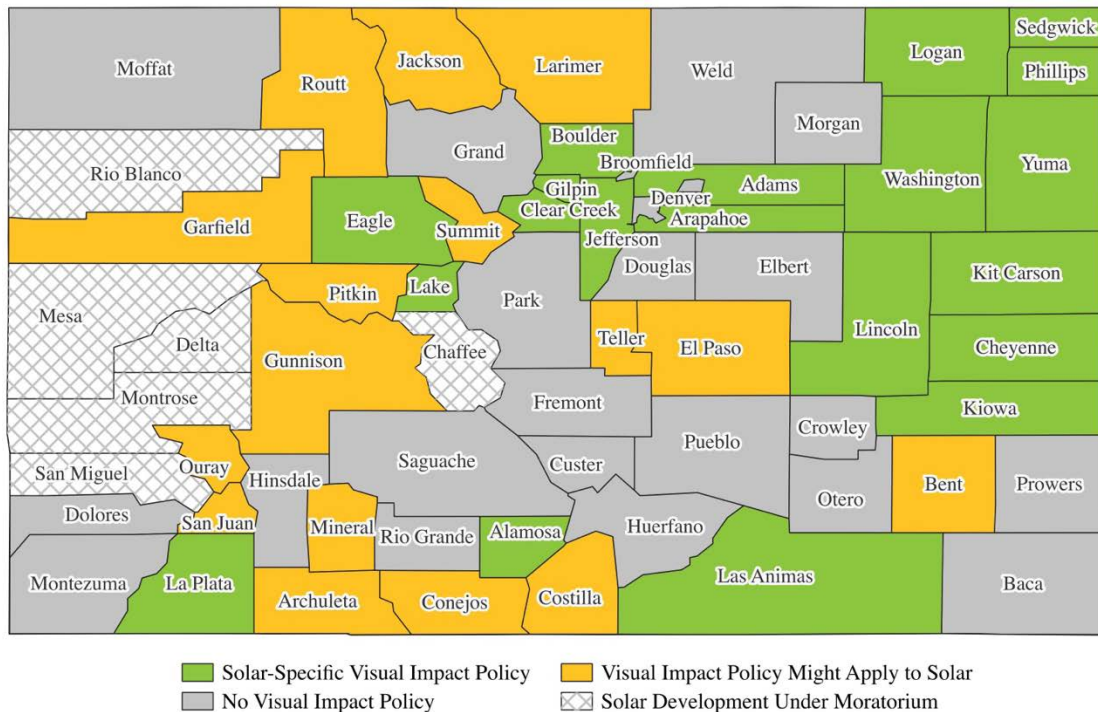 Sedgwick
Logan
Moffat
Jackson
Larimer
Weld
Phillips
Routt
Morgan
Boulder
Grand
Broomfield
Rio Blanco
Yuma
Gilpin
Adams
Washington
Denver
Clear Creek
Arapahoe
Eagle
Garfield
Summit
Jefferson
Douglas
Elbert
Kit Carson
Lake
Pitkin
Park
Mesa
Lincoln
Delta
Teller
El Paso
Cheyenne
Chaffee
Gunnison
Montrose
Fremont
Kiowa
Crowley
Pueblo
Saguache
San Miguel
Ouray
Custer
Hinsdale
Bent
Prowers
Otero
Dolores
San Juan
Mineral
Rio Grande
Alamosa
Huerfano
Montezuma
La Plata
Las Animas
Baca
Archuleta
Conejos
Costilla
Solar-Specific Visual Impact Policy
Visual Impact Policy Might Apply to Solar
No Visual Impact Policy
Solar Development Under Moratorium